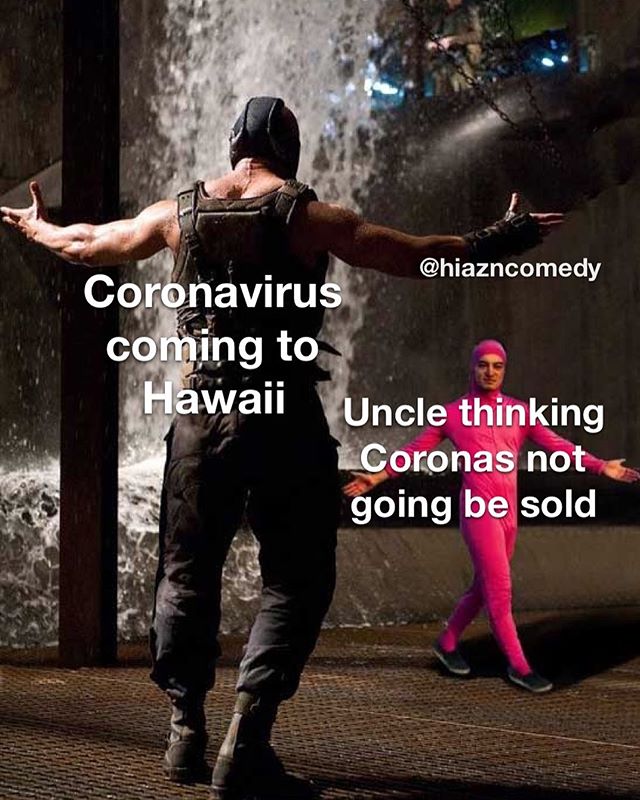 @hiazncomedy
Coronavirus
coming to
Hawaii
Uncle thinking
Coronas not
going be sold